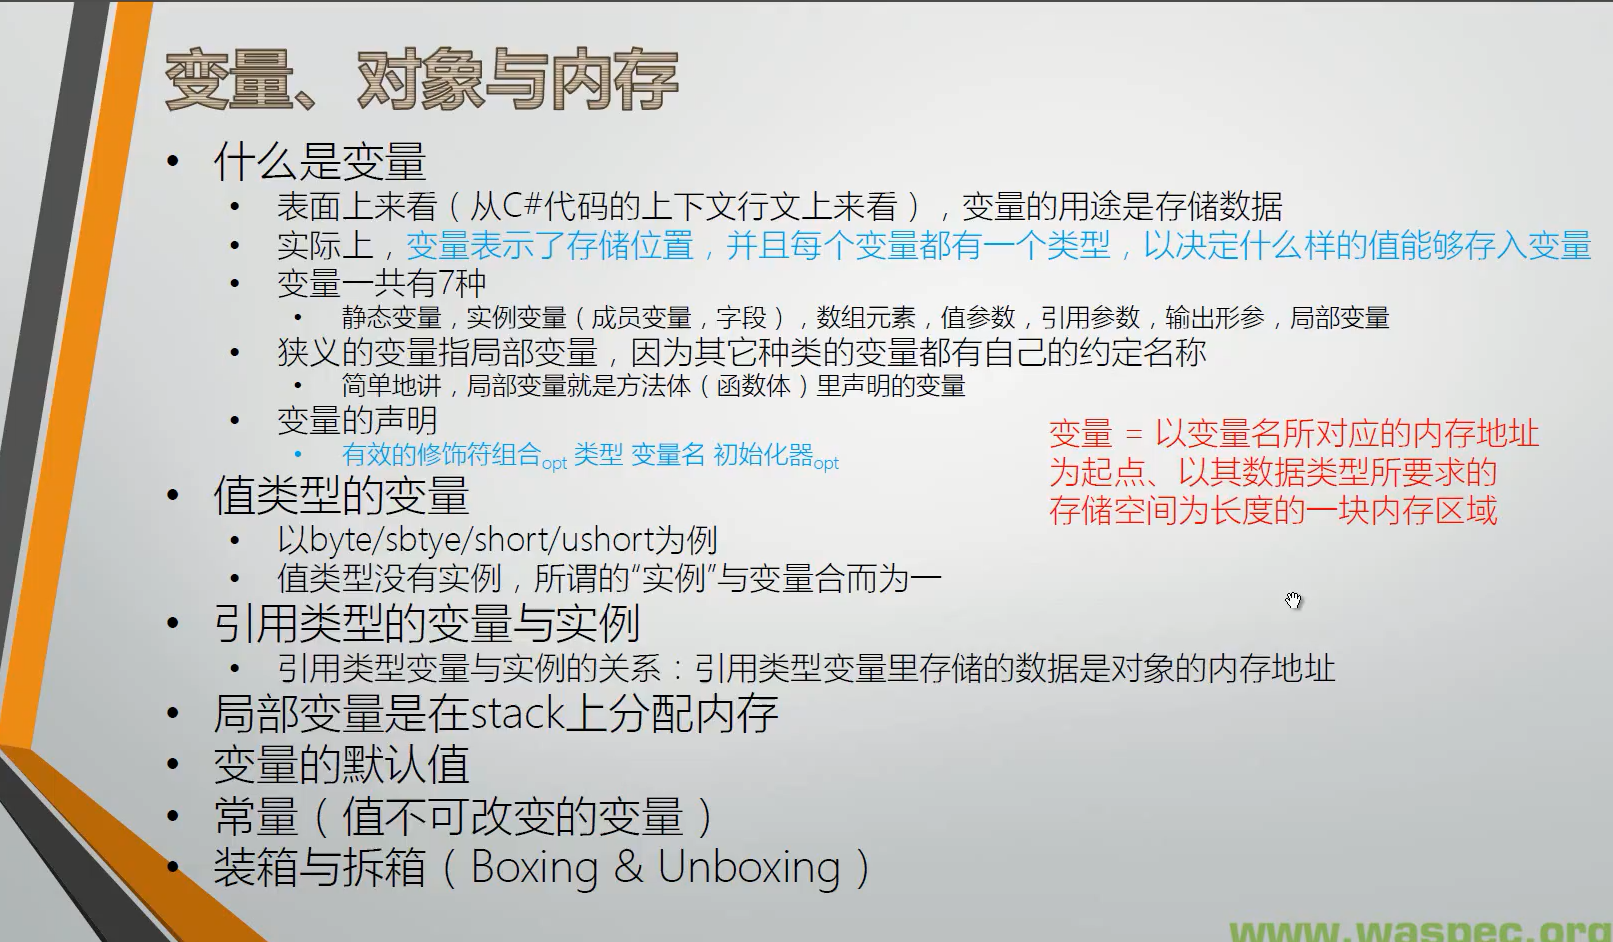 变量、对象与内存
• 什么是变量
• 表面上来看（从C#代码的上下文行文上来看），变量的用途是存储数据
• 实际上，变量表示了存储位置，并且每个变量都有一个类型，以决定什么样的值能够存入变量
• 变量一共有7种
• 静态变量，实例变量（成员变量，字段），数组元素，值参数，引用参数，输出形参，局部变量
• 狭义的变量指局部变量，因为其它种类的变量都有自己的约定名称
• 简单地讲，局部变量就是方法体（函数体）里声明的变量
• 变量的声明
• 有效的修饰符组合opt 类型 变量名 初始化器opt
变量 = 以变量名所对应的内存地址
为起点、以其数据类型所要求的
存储空间为长度的一块内存区域
• 值类型的变量
• 以byte/sbtye/short/ushort为例
• 值类型没有实例，所谓的“实例”与变量合而为一
• 引用类型的变量与实例
• 引用类型变量与实例的关系：引用类型变量里存储的数据是对象的内存地址
• 局部变量是在stack上分配内存
• 变量的默认值
• 常量（值不可改变的变量）
• 装箱与拆箱（Boxing & Unboxing）
www.waspec.org